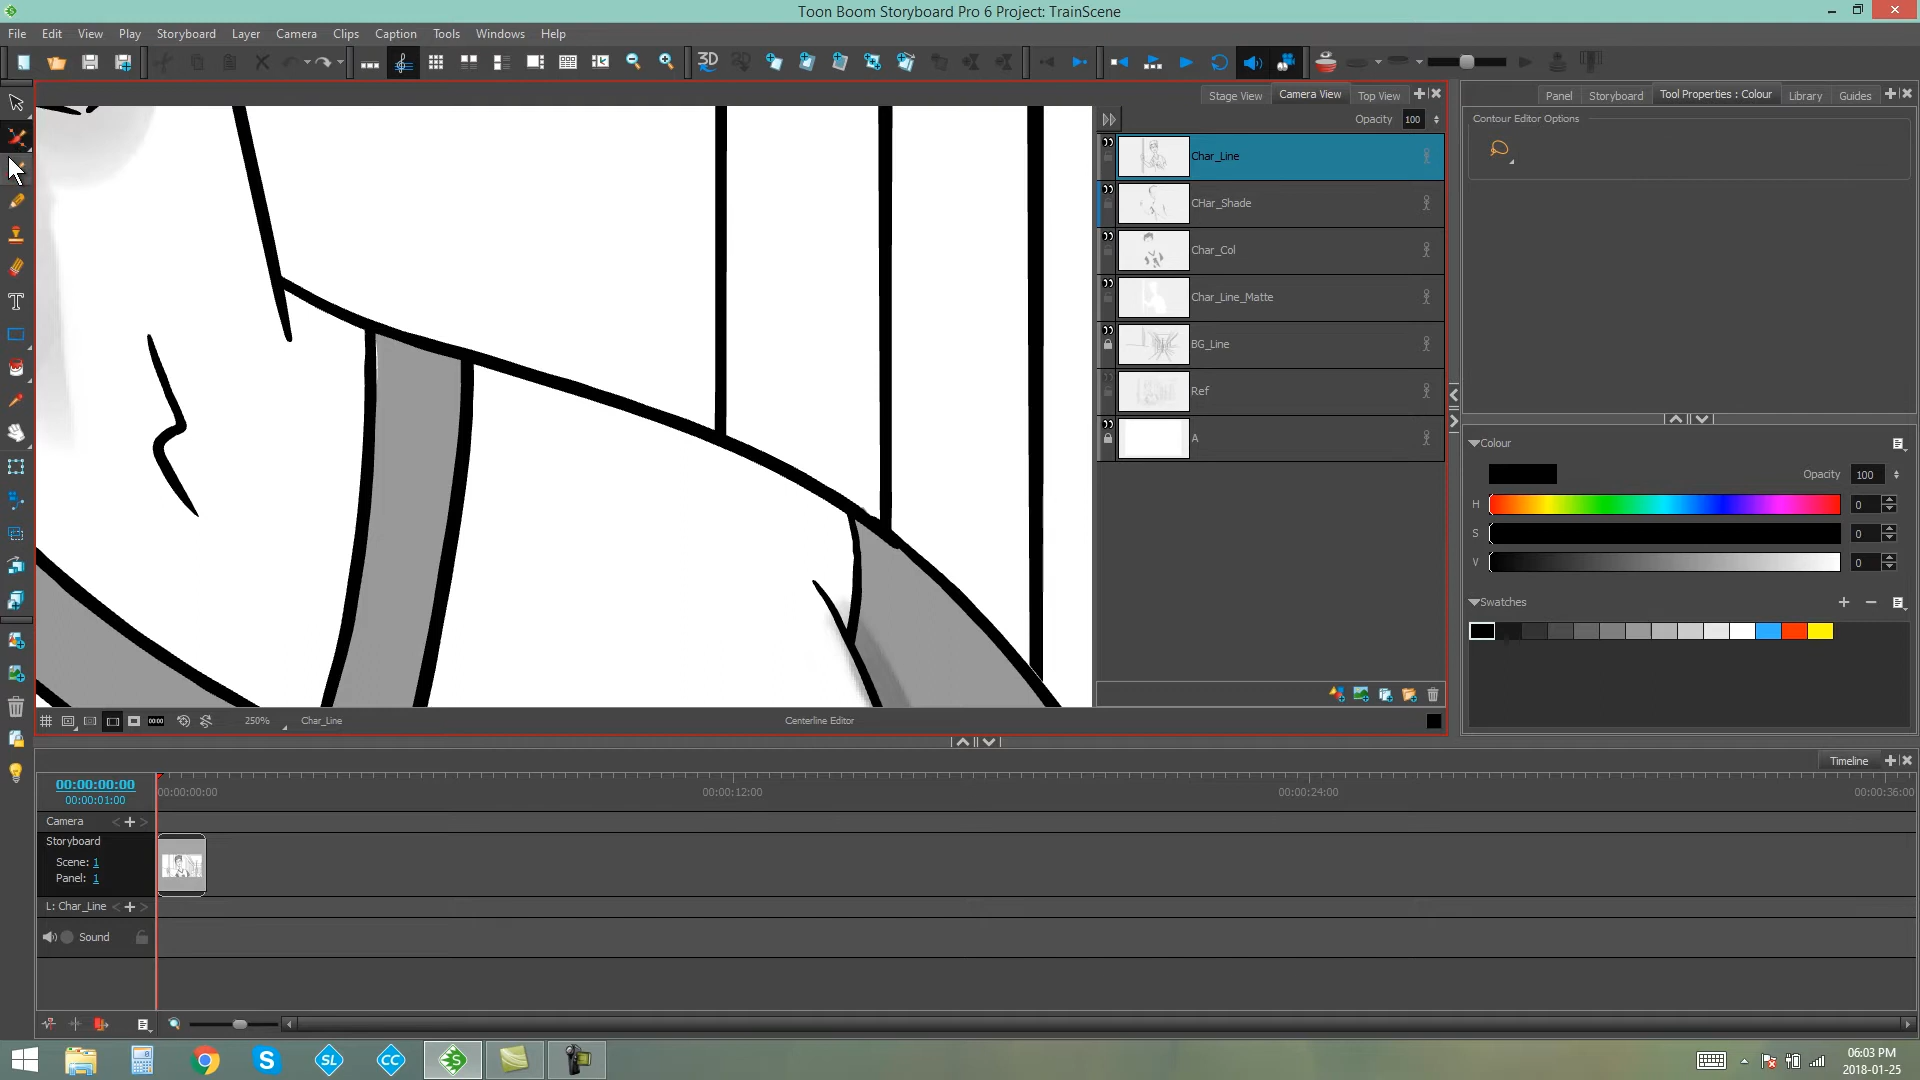 Toon Boom Storyboard Pro 6 Project: TrainScene
File Edit View Play Storyboard Layer Camera Clips Caption Tools Windows Help
3D
Stage View Camera View Top View
Opacity 100
Char_Line
CHar_Shade
Char_Col
Char_Line_Matte
BG_Line
Ref
A
250% Char_Line Centerline Editor
Panel Storyboard Tool Properties : Colour Library Guides
Contour Editor Options
Colour
Opacity 100
H 0
S 0
V 0
Swatches
Timeline
00:00:00:00
00:00:01:00
00:00:00:00 00:00:12:00 00:00:24:00 00:00:36:00
Camera
Storyboard
Scene: 1
Panel: 1
L: Char_Line
Sound
06:03 PM
2018-01-25